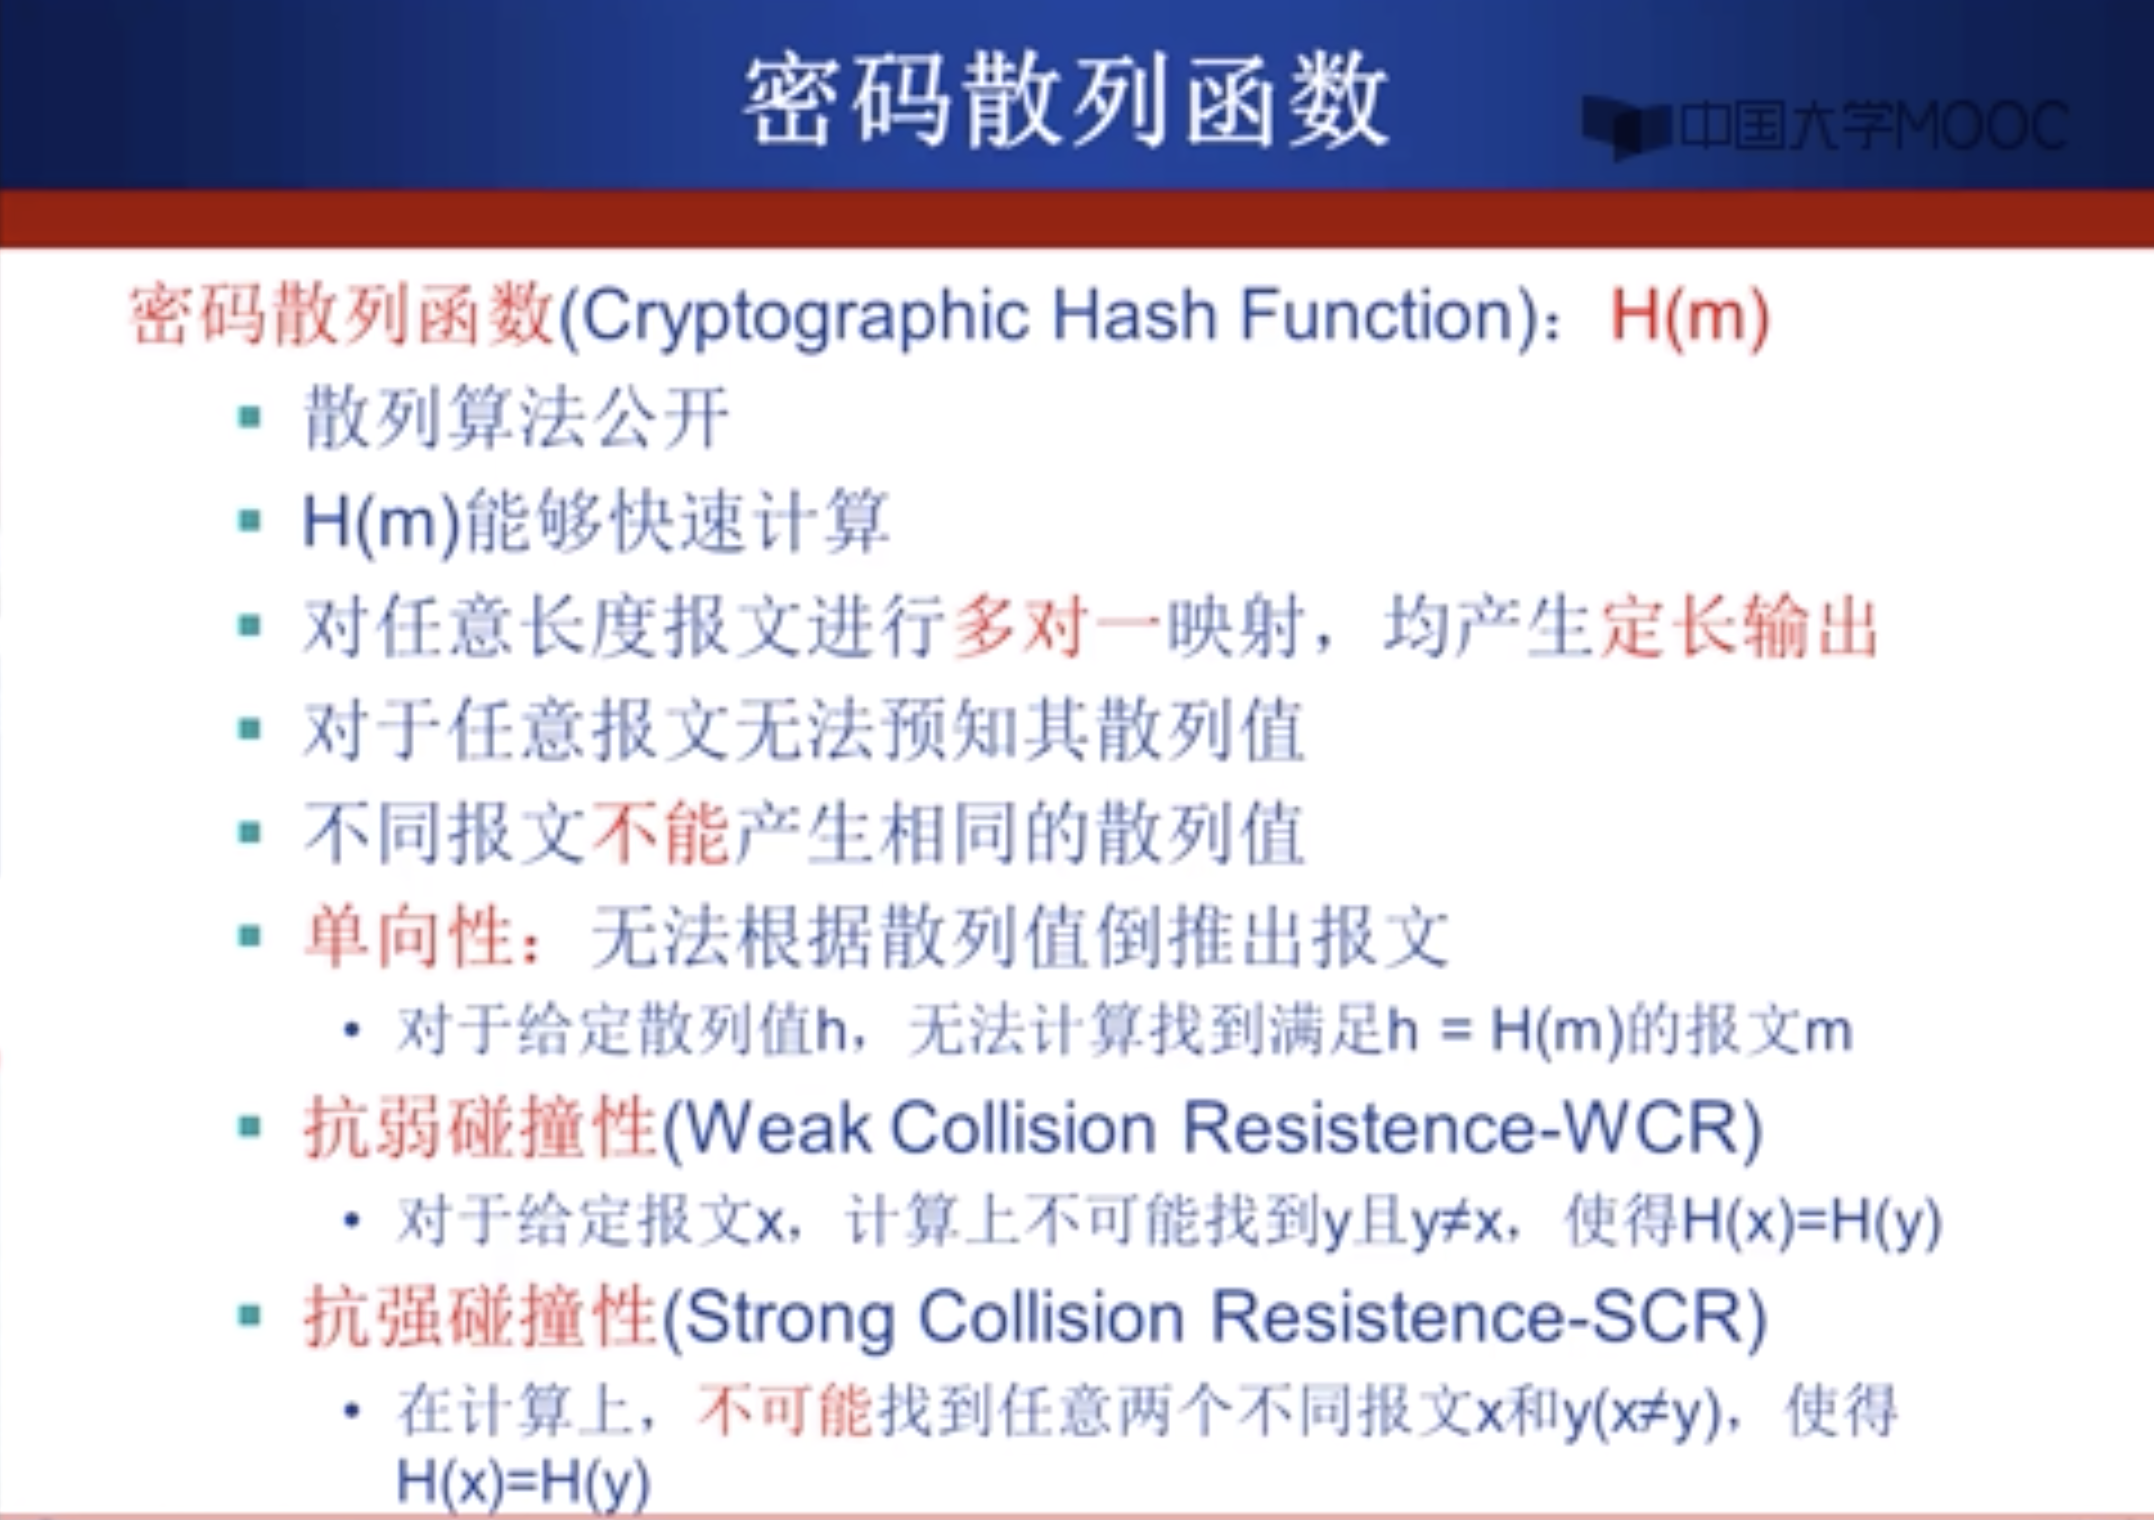 密码散列函数
中国大学MOOC
密码散列函数(Cryptographic Hash Function)：H(m)
▪ 散列算法公开
▪ H(m)能够快速计算
▪ 对任意长度报文进行多对一映射，均产生定长输出
▪ 对于任意报文无法预知其散列值
▪ 不同报文不能产生相同的散列值
▪ 单向性：无法根据散列值倒推出报文
• 对于给定散列值h，无法计算找到满足h = H(m)的报文m
▪ 抗弱碰撞性(Weak Collision Resistence-WCR)
• 对于给定报文x，计算上不可能找到y且y≠x，使得H(x)=H(y)
▪ 抗强碰撞性(Strong Collision Resistence-SCR)
• 在计算上，不可能找到任意两个不同报文x和y(x≠y)，使得
H(x)=H(y)